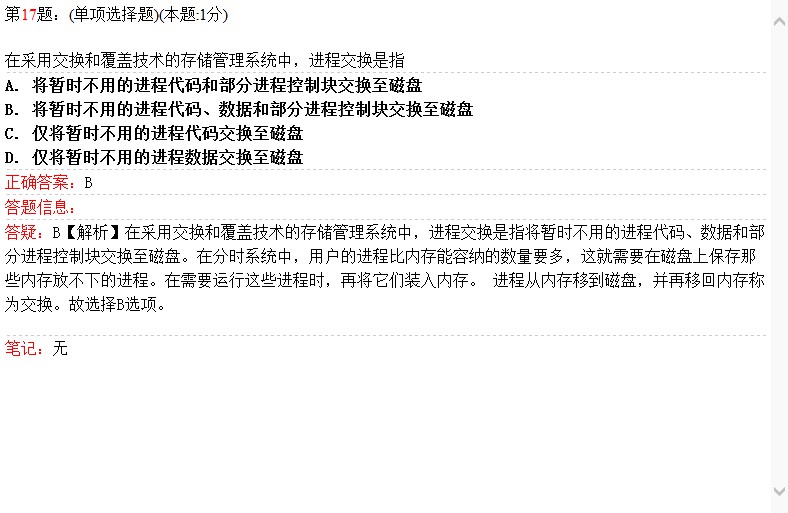 第17题：(单项选择题)(本题:1分)
在采用交换和覆盖技术的存储管理系统中，进程交换是指
A. 将暂时不用的进程代码和部分进程控制块交换至磁盘
B. 将暂时不用的进程代码、数据和部分进程控制块交换至磁盘
C. 仅将暂时不用的进程代码交换至磁盘
D. 仅将暂时不用的进程数据交换至磁盘
正确答案：B
答题信息：
答疑：B【解析】在采用交换和覆盖技术的存储管理系统中，进程交换是指将暂时不用的进程代码、数据和部
分进程控制块交换至磁盘。在分时系统中，用户的进程比内存能容纳的数量要多，这就需要在磁盘上保存那
些内存放不下的进程。在需要运行这些进程时，再将它们装入内存。 进程从内存移到磁盘，并再移回内存称
为交换。故选择B选项。
笔记：无